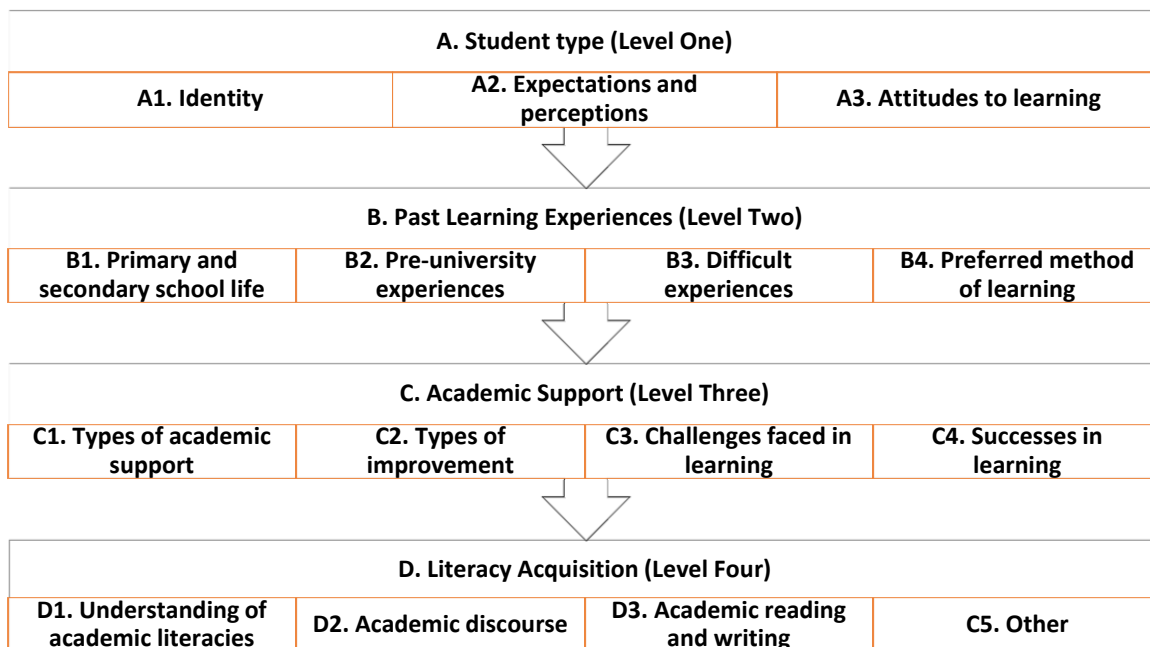 A. Student type (Level One)
A1. Identity
A2. Expectations and
perceptions
A3. Attitudes to learning
B. Past Learning Experiences (Level Two)
B1. Primary and
secondary school life
B2. Pre-university
experiences
B3. Difficult
experiences
B4. Preferred method
of learning
C. Academic Support (Level Three)
C1. Types of academic
support
C2. Types of
improvement
C3. Challenges faced in
learning
C4. Successes in
learning
D. Literacy Acquisition (Level Four)
D1. Understanding of
academic literacies
D2. Academic discourse
D3. Academic reading
and writing
C5. Other